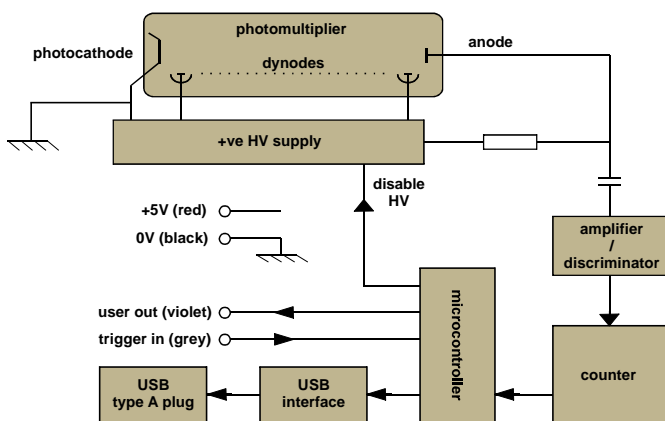 photomultiplier
photocathode
anode
dynodes
+ve HV supply
disable
HV
+5V (red)
0V (black)
amplifier
/
discriminator
user out (violet)
trigger in (grey)
microcontroller
counter
USB
type A plug
USB
interface